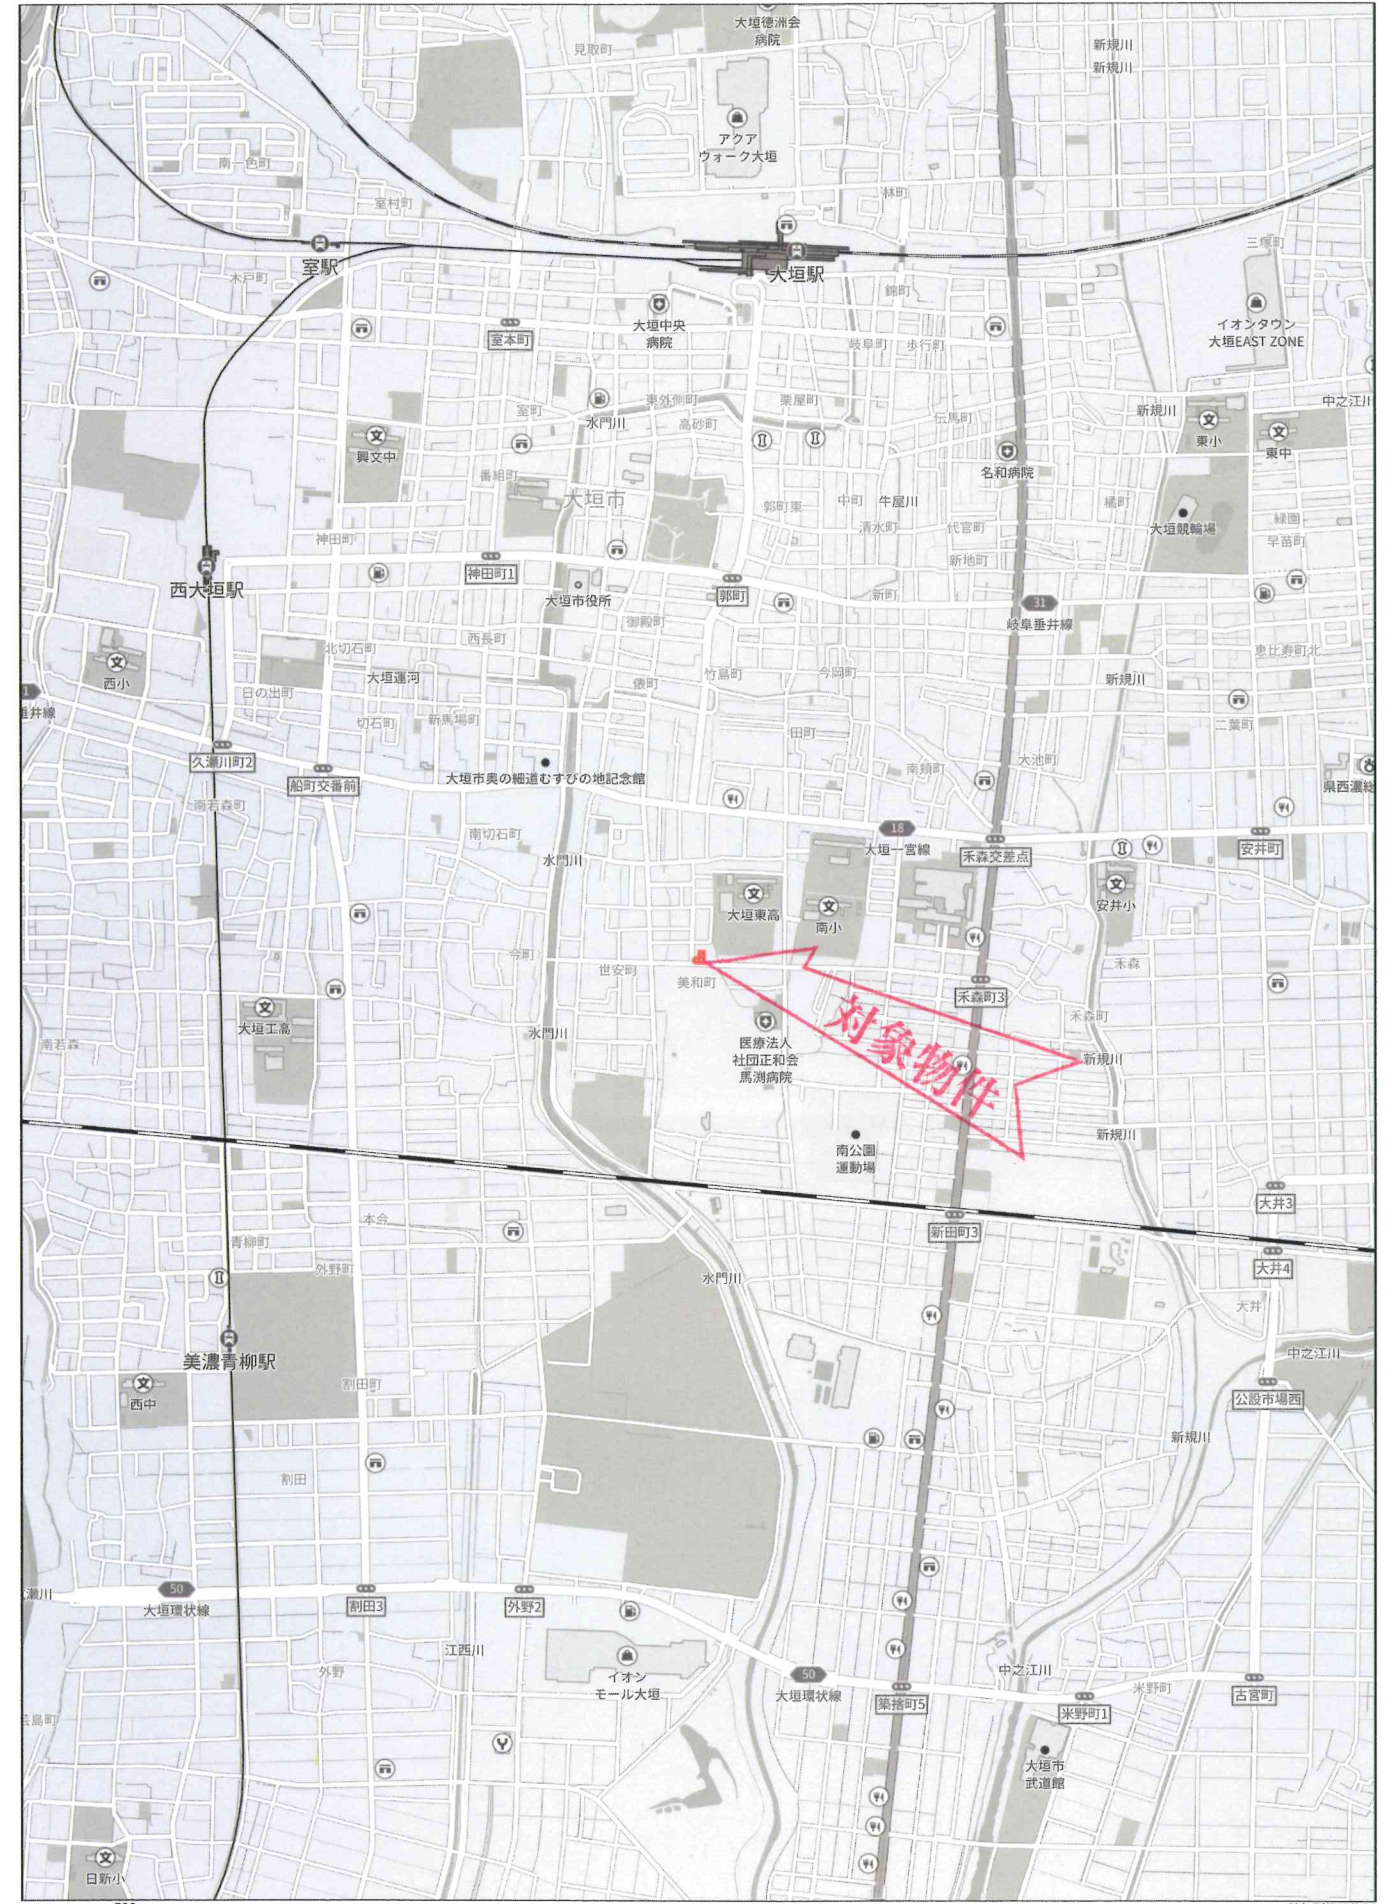 大垣徳洲会
病院
見取町
新規川
新規川
アクア
ウォーク大垣
南一色町
室村町
林町
三塚町
室駅
大垣駅
木戸町
錦町
大垣中央
病院
イオンタウン
大垣EAST ZONE
室本町
岐阜町
歩行町
室町
東外側町
栗屋町
新規川
中之江川
水門川
高砂町
伝馬町
東小
東中
興文中
名和病院
番組町
大垣市
郭町東
中町
牛屋川
橘町
清水町
代官町
大垣競輪場
緑園
早苗町
神田町
新地町
神田町1
西大垣駅
大垣市役所
郭町
新町
31
岐阜垂井線
御殿町
西長町
北切石町
恵比寿町北
西小
大垣運河
竹島町
今岡町
新規川
俵町
日の出町
1
垂井線
切石町
新馬場町
二葉町
田町
久瀬川町2
大池町
船町交番前
大垣市奥の細道むすびの地記念館
南頬町
県西濃総
南若森町
南切石町
18
大垣一宮線
禾森交差点
安井町
水門川
大垣東高
南小
安井小
今町
世安町
美和町
禾森
禾森町3
対象物件
大垣工高
水門川
禾森町
南若森
医療法人
社団正和会
馬渕病院
新規川
新規川
南公園
運動場
大井3
本今
新田町3
青柳町
外野町
大井4
水門川
大井
美濃青柳駅
中之江川
割田町
西中
公設市場西
新規川
割田
瀬川
50
大垣環状線
割田3
外野2
江西川
外野
イオン
モール大垣
50
大垣環状線
築捨町5
中之江川
米野町
米野町1
古宮町
島町
大垣市
武道館
日新小